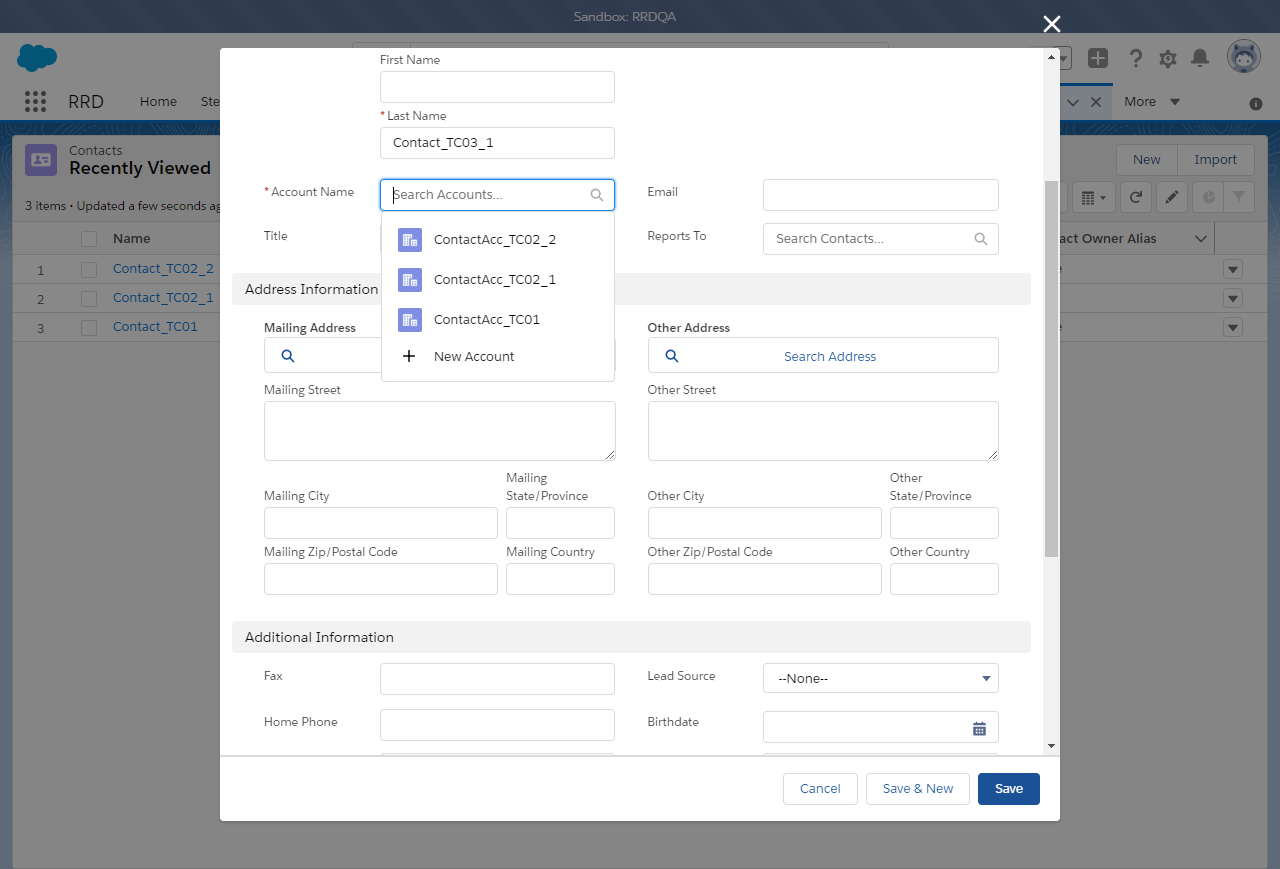 Sandbox: RRDQA
RRD
Home
Ste
More
Contacts
Recently Viewed
New
Import
3 items • Updated a few seconds ag
Name
act Owner Alias
1
Contact_TC02_2
2
Contact_TC02_1
3
Contact_TC01
First Name
* Last Name
Contact_TC03_1
* Account Name
Search Accounts...
Email
ContactAcc_TC02_2
ContactAcc_TC02_1
ContactAcc_TC01
New Account
Title
Reports To
Search Contacts...
Address Information
Mailing Address
Other Address
Search Address
Mailing Street
Other Street
Mailing City
Mailing
State/Province
Other City
Other
State/Province
Mailing Zip/Postal Code
Mailing Country
Other Zip/Postal Code
Other Country
Additional Information
Fax
Lead Source
--None--
Home Phone
Birthdate
Cancel
Save & New
Save